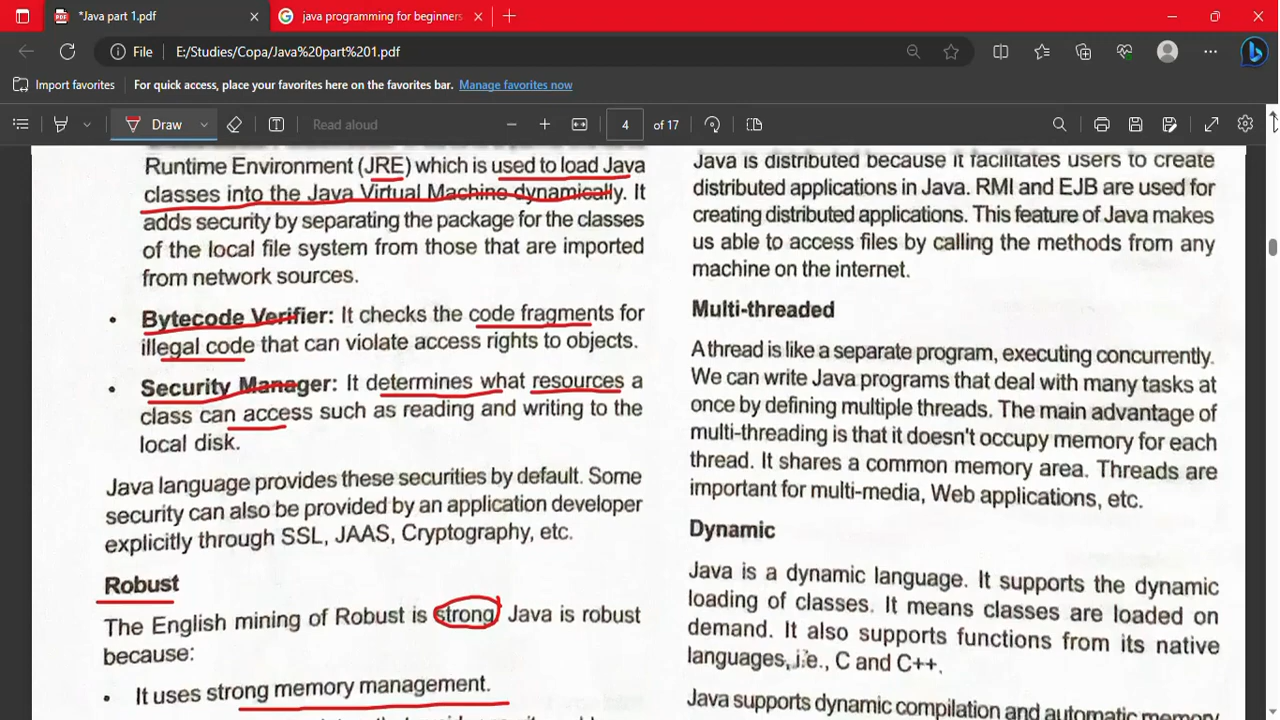 *Java part 1.pdf
java programming for beginners
File
E:/Studies/Copa/Java%20part%201.pdf
Import favorites
For quick access, place your favorites here on the favorites bar. Manage favorites now
Draw
Read aloud
4 of 17
Runtime Environment (JRE) which is used to load Java
classes into the Java Virtual Machine dynamically. It
adds security by separating the package for the classes
of the local file system from those that are imported
from network sources.
• Bytecode Verifier: It checks the code fragments for
illegal code that can violate access rights to objects.
• Security Manager: It determines what resources a
class can access such as reading and writing to the
local disk.
Java language provides these securities by default. Some
security can also be provided by an application developer
explicitly through SSL, JAAS, Cryptography, etc.
Robust
The English mining of Robust is strong. Java is robust
because:
• It uses strong memory management.
Java is distributed because it facilitates users to create
distributed applications in Java. RMI and EJB are used for
creating distributed applications. This feature of Java makes
us able to access files by calling the methods from any
machine on the internet.
Multi-threaded
A thread is like a separate program, executing concurrently.
We can write Java programs that deal with many tasks at
once by defining multiple threads. The main advantage of
multi-threading is that it doesn't occupy memory for each
thread. It shares a common memory area. Threads are
important for multi-media, Web applications, etc.
Dynamic
Java is a dynamic language. It supports the dynamic
loading of classes. It means classes are loaded on
demand. It also supports functions from its native
languages, i.e., C and C++.
Java supports dynamic compilation and automatic memory